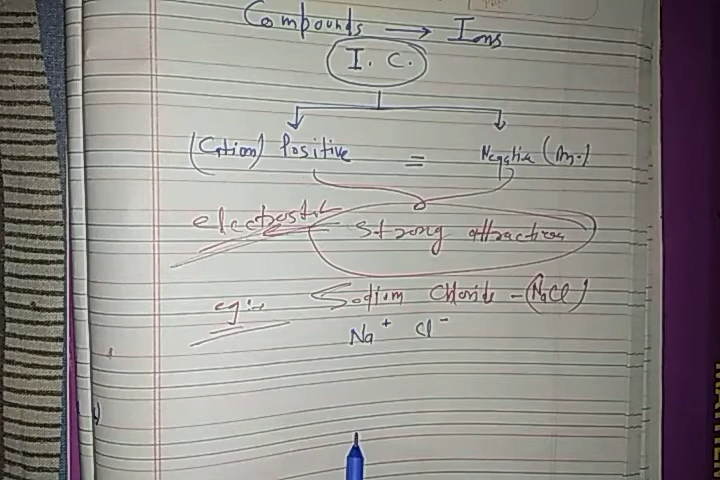 Compounds → Ions
I. C.
(Cation) Positive = Negative (An.)
electrostatic strong attraction
eg:- Sodium Chloride - (NaCl)
Na⁺ Cl⁻